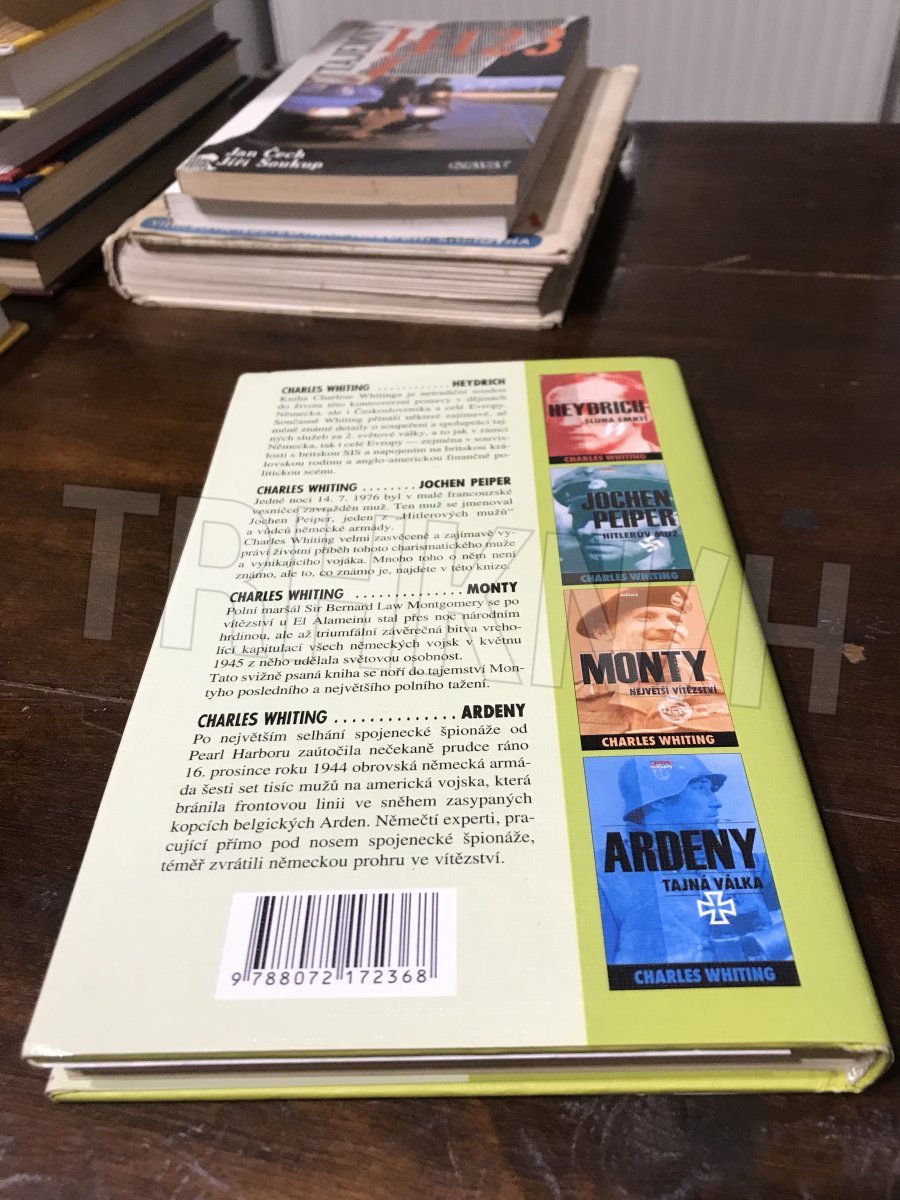 H123
Jan Čech
Jiří Soukup
CHARLES WHITING ............ HEYDRICH
Kniha Charlese Whitinga je netradiční sondou
do života této kontroverzní postavy v dějinách
Německa, ale i Československa a celé Evropy.
Současně Whiting přináší některé zajímavé, až
méně známé detaily o soupeření a spolupráci taj-
ných služeb za 2. světové války, a to jak v rámci
Německa, tak i celé Evropy — zejména v souvis-
losti s britskou SIS a napojením na britskou krá-
lovskou rodinu a anglo-americkou finančně po-
litickou scénu.
CHARLES WHITING ........ JOCHEN PEIPER
Jedné noci 14. 7. 1976 byl v malé francouzské
vesničce zavražděn muž. Ten muž se jmenoval
Jochen Peiper, jeden z „Hitlerových mužů"
a vůdců německé armády.
Charles Whiting velmi zasvěceně a zajímavě vy-
práví životní příběh tohoto charismatického muže
a vynikajícího vojáka. Mnoho toho o něm není
známo, ale to, co známo je, najdete v této knize.
CHARLES WHITING .............. MONTY
Polní maršál Sir Bernard Law Montgomery se po
vítězství u El Alameinu stal přes noc národním
hrdinou, ale až triumfální závěrečná bitva vrcho-
lící kapitulací všech německých vojsk v květnu
1945 z něho udělala světovou osobnost.
Tato svižně psaná kniha se noří do tajemství Mon-
tyho posledního a největšího polního tažení.
CHARLES WHITING .............. ARDENY
Po největším selhání spojenecké špionáže od
Pearl Harboru zaútočila nečekaně prudce ráno
16. prosince roku 1944 obrovská německá armá-
da šesti set tisíc mužů na americká vojska, která
bránila frontovou linii ve sněhem zasypaných
kopcích belgických Arden. Němečtí experti, pra-
cující přímo pod nosem spojenecké špionáže,
téměř zvrátili německou prohru ve vítězství.
9 788072 172368
HEYDRICH
SLUHA SMRTI
CHARLES WHITING
JOCHEN
PEIPER
HITLERŮV MUŽ
CHARLES WHITING
MONTY
NEJVĚTŠÍ VÍTĚZSTVÍ
CHARLES WHITING
ARDENY
TAJNÁ VÁLKA
CHARLES WHITING